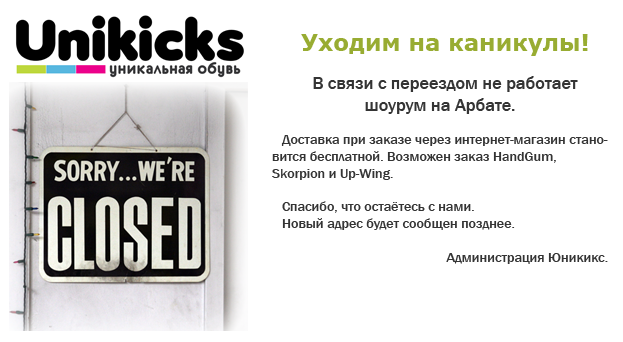 Unikicks
уникальная обувь
SORRY...WE'RE
CLOSED
Уходим на каникулы!
В связи с переездом не работает
шоурум на Арбате.
Доставка при заказе через интернет-магазин стано-
вится бесплатной. Возможен заказ HandGum,
Skorpion и Up-Wing.
Спасибо, что остаётесь с нами.
Новый адрес будет сообщен позднее.
Администрация Юникикс.